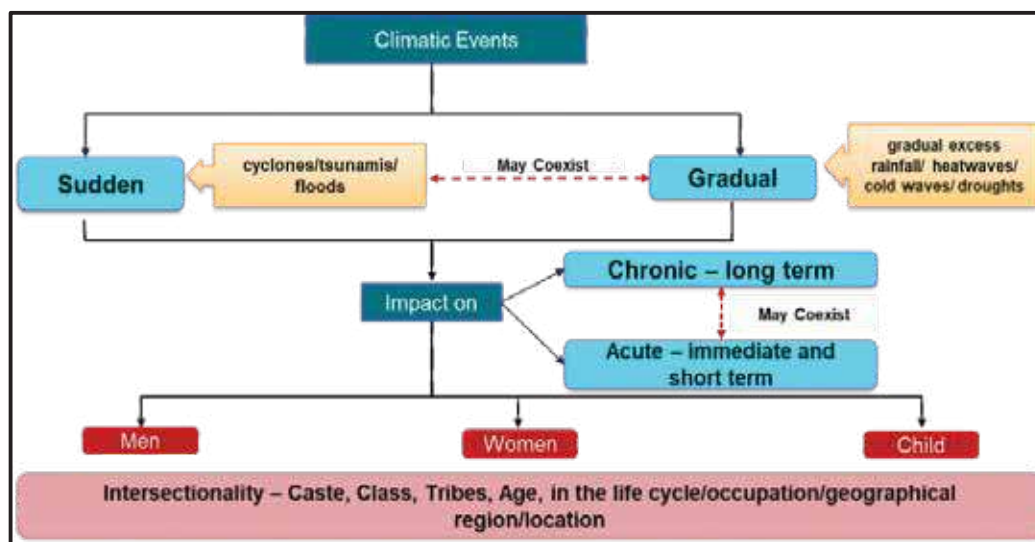 Climatic Events
Sudden
cyclones/tsunamis/
floods
May Coexist
Gradual
gradual excess
rainfall/ heatwaves/
cold waves/ droughts
Impact on
Chronic – long term
May Coexist
Acute – immediate and
short term
Men
Women
Child
Intersectionality – Caste, Class, Tribes, Age, in the life cycle/occupation/geographical
region/location